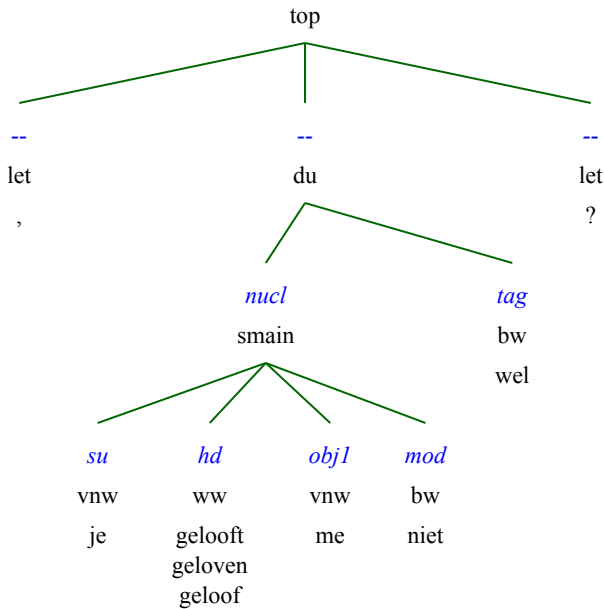 top
-- -- --
let du let
, ?
nucl tag
smain bw
wel
su hd obj1 mod
vnw ww vnw bw
je gelooft me niet
geloven
geloof